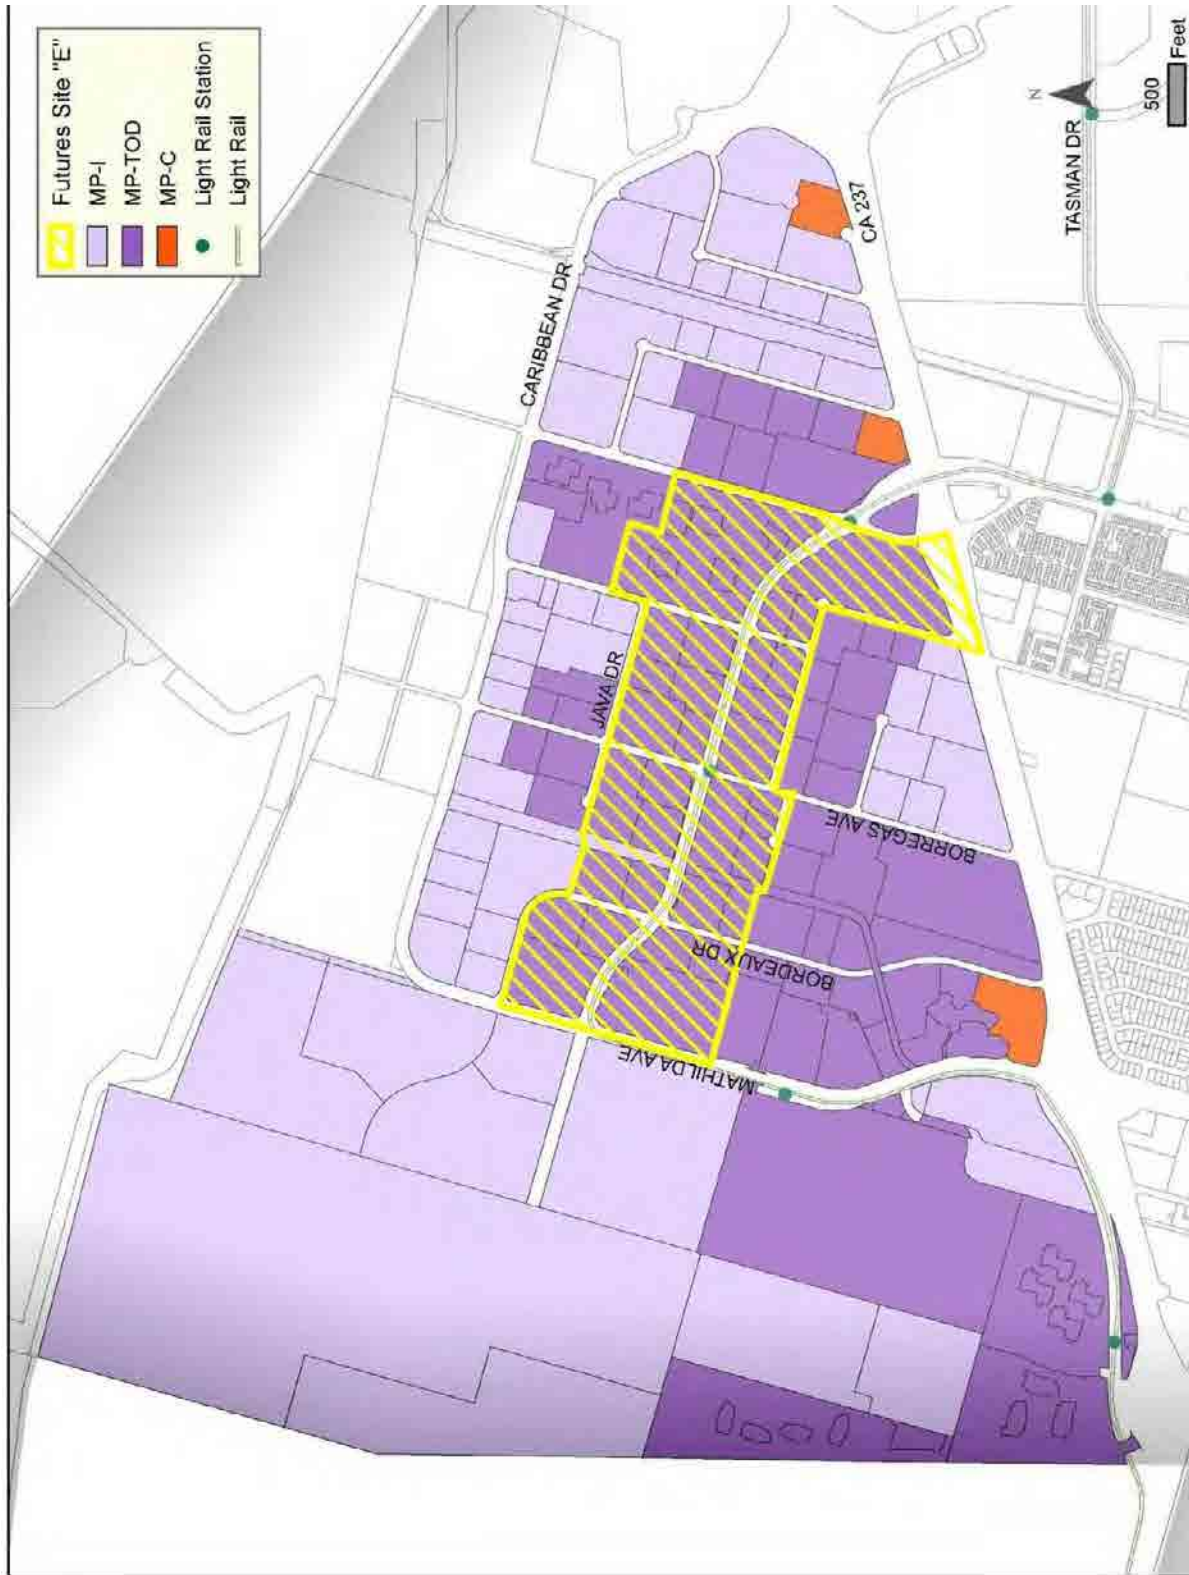 Futures Site "E"
MP-I
MP-TOD
MP-C
Light Rail Station
Light Rail
CARIBBEAN DR
CA 237
N
TASMAN DR
500
Feet
JAVA DR
BORREGAS AVE
BORDEAUX DR
MATHILDA AVE